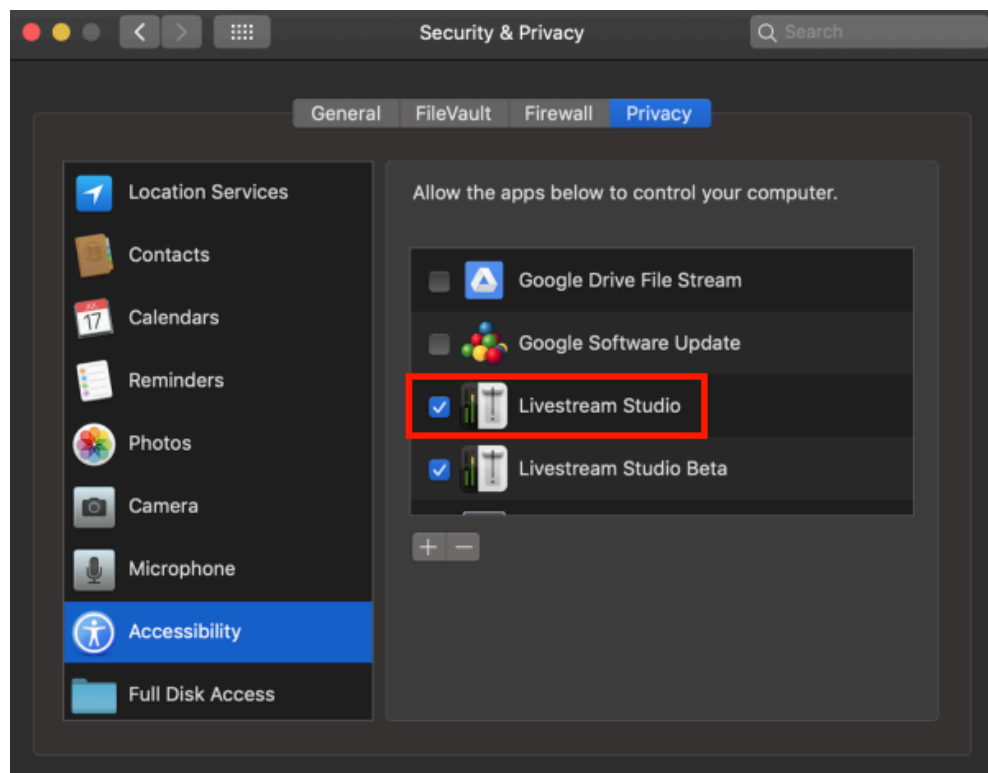 Security & Privacy
Search
General FileVault Firewall Privacy
Location Services
Contacts
JUL
17
Calendars
Reminders
Photos
Camera
Microphone
Accessibility
Full Disk Access
Allow the apps below to control your computer.
Google Drive File Stream
Google Software Update
Livestream Studio
Livestream Studio Beta